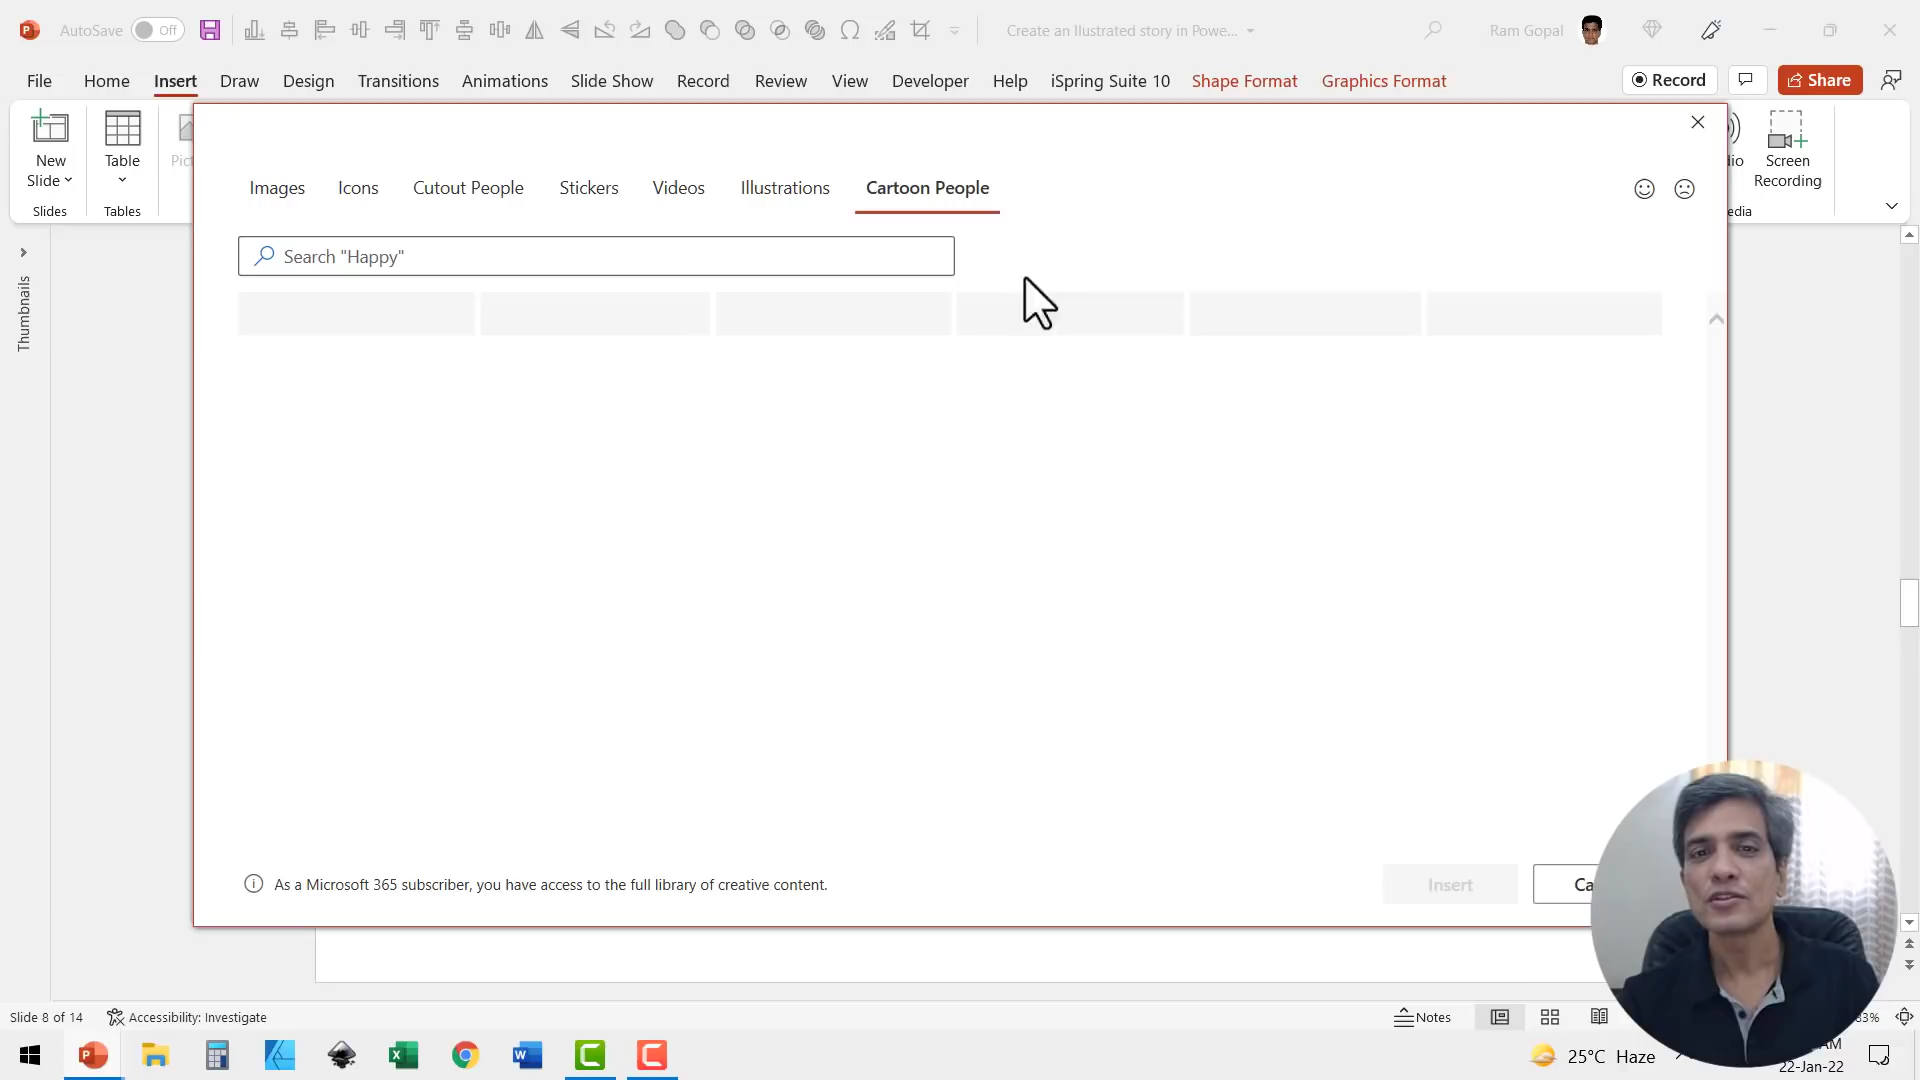 AutoSave Off Create an Ilustrated story in Powe... Ram Gopal
File Home Insert Draw Design Transitions Animations Slide Show Record Review View Developer Help iSpring Suite 10 Shape Format Graphics Format Record Share
New Slide Table Screen Recording
Slides Tables
Images Icons Cutout People Stickers Videos Illustrations Cartoon People
Search "Happy"
Thumbnails
As a Microsoft 365 subscriber, you have access to the full library of creative content.
Insert
Slide 8 of 14 Accessibility: Investigate Notes
25°C Haze
22-Jan-22